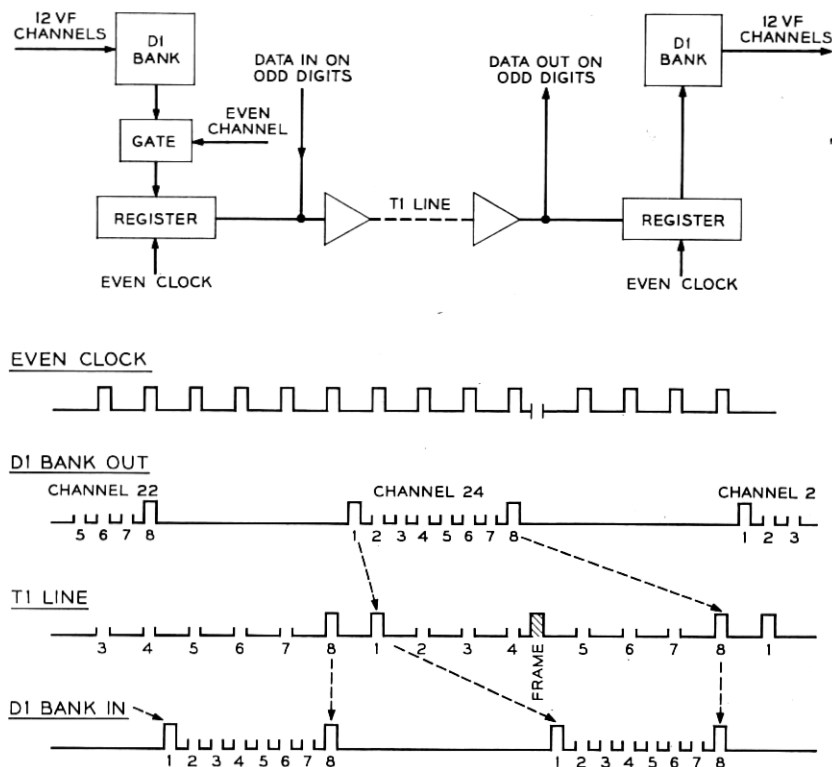 12 VF
CHANNELS
D1
BANK
DATA IN ON
ODD DIGITS
DATA OUT ON
ODD DIGITS
D1
BANK
12 VF
CHANNELS
EVEN
CHANNEL
GATE
T1 LINE
REGISTER
REGISTER
EVEN CLOCK
EVEN CLOCK
EVEN CLOCK
D1 BANK OUT
CHANNEL 22
CHANNEL 24
CHANNEL 2
5 6 7 8 1 2 3 4 5 6 7 8 1 2 3
T1 LINE
3 4 5 6 7 8 1 2 3 4 5 6 7 8 1
FRAME
D1 BANK IN
1 2 3 4 5 6 7 8 1 2 3 4 5 6 7 8